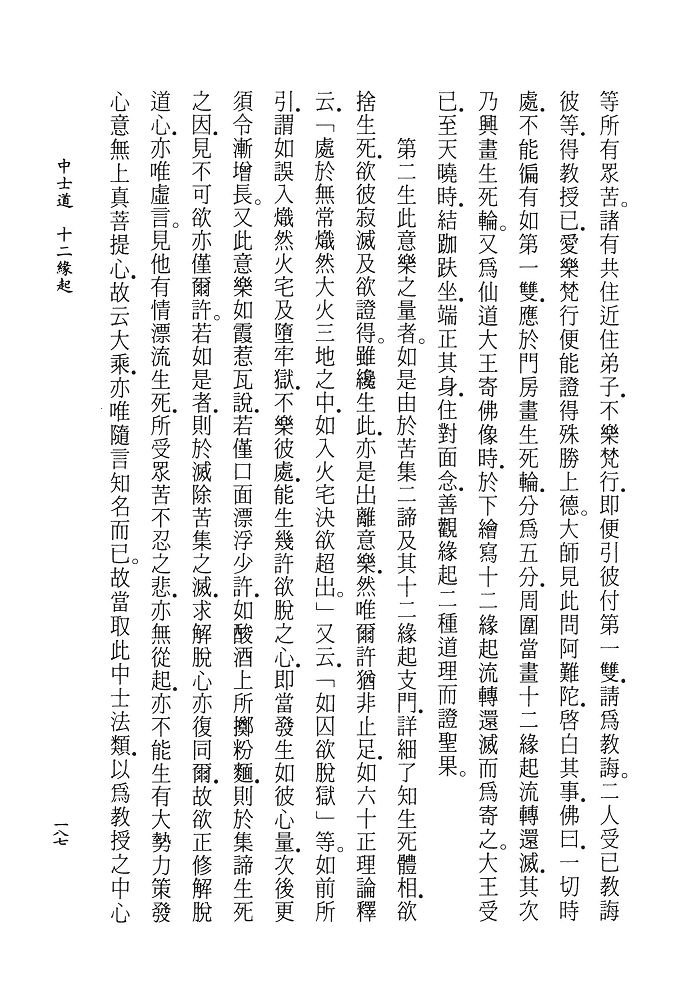 等所有眾苦。諸有共住近住弟子，不樂梵行，即便引彼付第一雙，請為教誨。二人受已教誨
彼等，得教授已，愛樂梵行便能證得殊勝上德。大師見此問阿難陀，啓白其事，佛曰，一切時
處，不能徧有如第一雙，應於門房畫生死輪，分為五分，周圍當畫十二緣起流轉還滅，其次
乃興畫生死輪。又為仙道大王寄佛像時，於下繪寫十二緣起流轉還滅而為寄之。大王受
已，至天曉時，結跏趺坐，端正其身，住對面念，善觀緣起二種道理而證聖果。
第二生此意樂之量者。如是由於苦集二諦及其十二緣起支門，詳細了知生死體相，欲
捨生死，欲彼寂滅及欲證得。雖纔生此，亦是出離意樂，然唯爾許猶非止足，如六十正理論釋
云，「處於無常熾然大火三地之中，如入火宅決欲超出。」又云，「如囚欲脫獄」等。如前所
引，謂如誤入熾然火宅及墮牢獄，不樂彼處，能生幾許欲脫之心，即當發生如彼心量，次後更
須令漸增長。又此意樂如霞惹瓦說，若僅口面漂浮少許，如酸酒上所擲粉麵，則於集諦生死
之因，見不可欲亦僅爾許。若如是者，則於滅除苦集之滅，求解脫心亦復同爾，故欲正修解脫
道心，亦唯虛言。見他有情漂流生死，所受眾苦不忍之悲，亦無從起，亦不能生有大勢力策發
心意無上真菩提心，故云大乘，亦唯隨言知名而已。故當取此中士法類，以為教授之中心
中士道 十二緣起
一八七